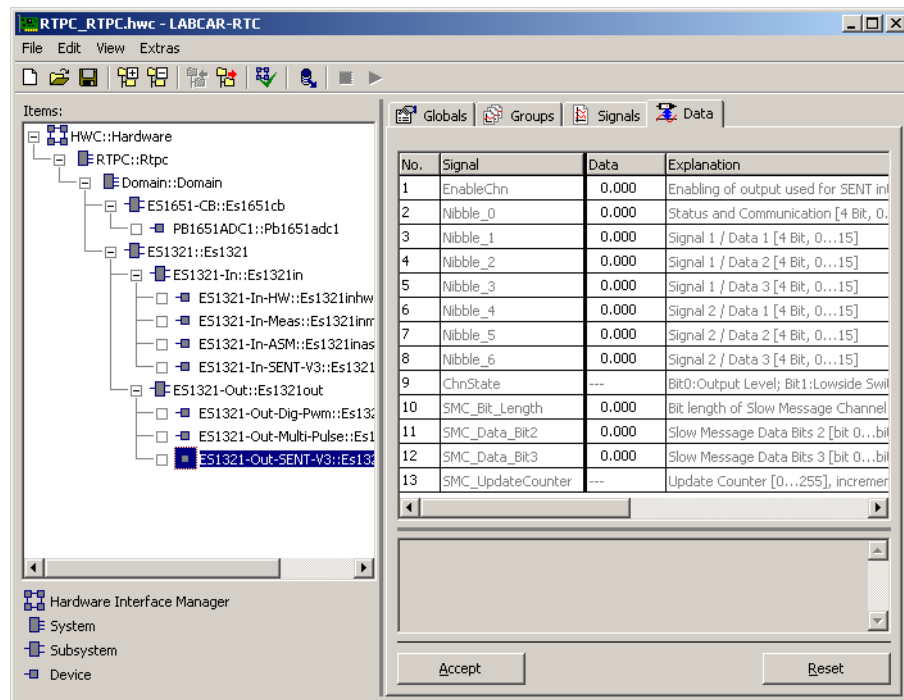 RTPC_RTPC.hwc - LABCAR-RTC
File Edit View Extras
Items:
HWC::Hardware
RTPC::Rtpc
Domain::Domain
ES1651-CB::Es1651cb
PB1651ADC1::Pb1651adc1
ES1321::Es1321
ES1321-In::Es1321in
ES1321-In-HW::Es1321inhw
ES1321-In-Meas::Es1321inm
ES1321-In-ASM::Es1321inas
ES1321-In-SENT-V3::Es1321
ES1321-Out::Es1321out
ES1321-Out-Dig-Pwm::Es132
ES1321-Out-Multi-Pulse::Es1
ES1321-Out-SENT-V3::Es132
Hardware Interface Manager
System
Subsystem
Device
Globals Groups Signals Data
No. Signal Data Explanation
1 EnableChn 0.000 Enabling of output used for SENT in
2 Nibble_0 0.000 Status and Communication [4 Bit, 0.
3 Nibble_1 0.000 Signal 1 / Data 1 [4 Bit, 0...15]
4 Nibble_2 0.000 Signal 1 / Data 2 [4 Bit, 0...15]
5 Nibble_3 0.000 Signal 1 / Data 3 [4 Bit, 0...15]
6 Nibble_4 0.000 Signal 2 / Data 1 [4 Bit, 0...15]
7 Nibble_5 0.000 Signal 2 / Data 2 [4 Bit, 0...15]
8 Nibble_6 0.000 Signal 2 / Data 3 [4 Bit, 0...15]
9 ChnState --- Bit0:Output Level; Bit1:Lowside Swi
10 SMC_Bit_Length 0.000 Bit length of Slow Message Channel
11 SMC_Data_Bit2 0.000 Slow Message Data Bits 2 [bit 0...bi
12 SMC_Data_Bit3 0.000 Slow Message Data Bits 3 [bit 0...bi
13 SMC_UpdateCounter --- Update Counter [0...255], incremen
Accept Reset